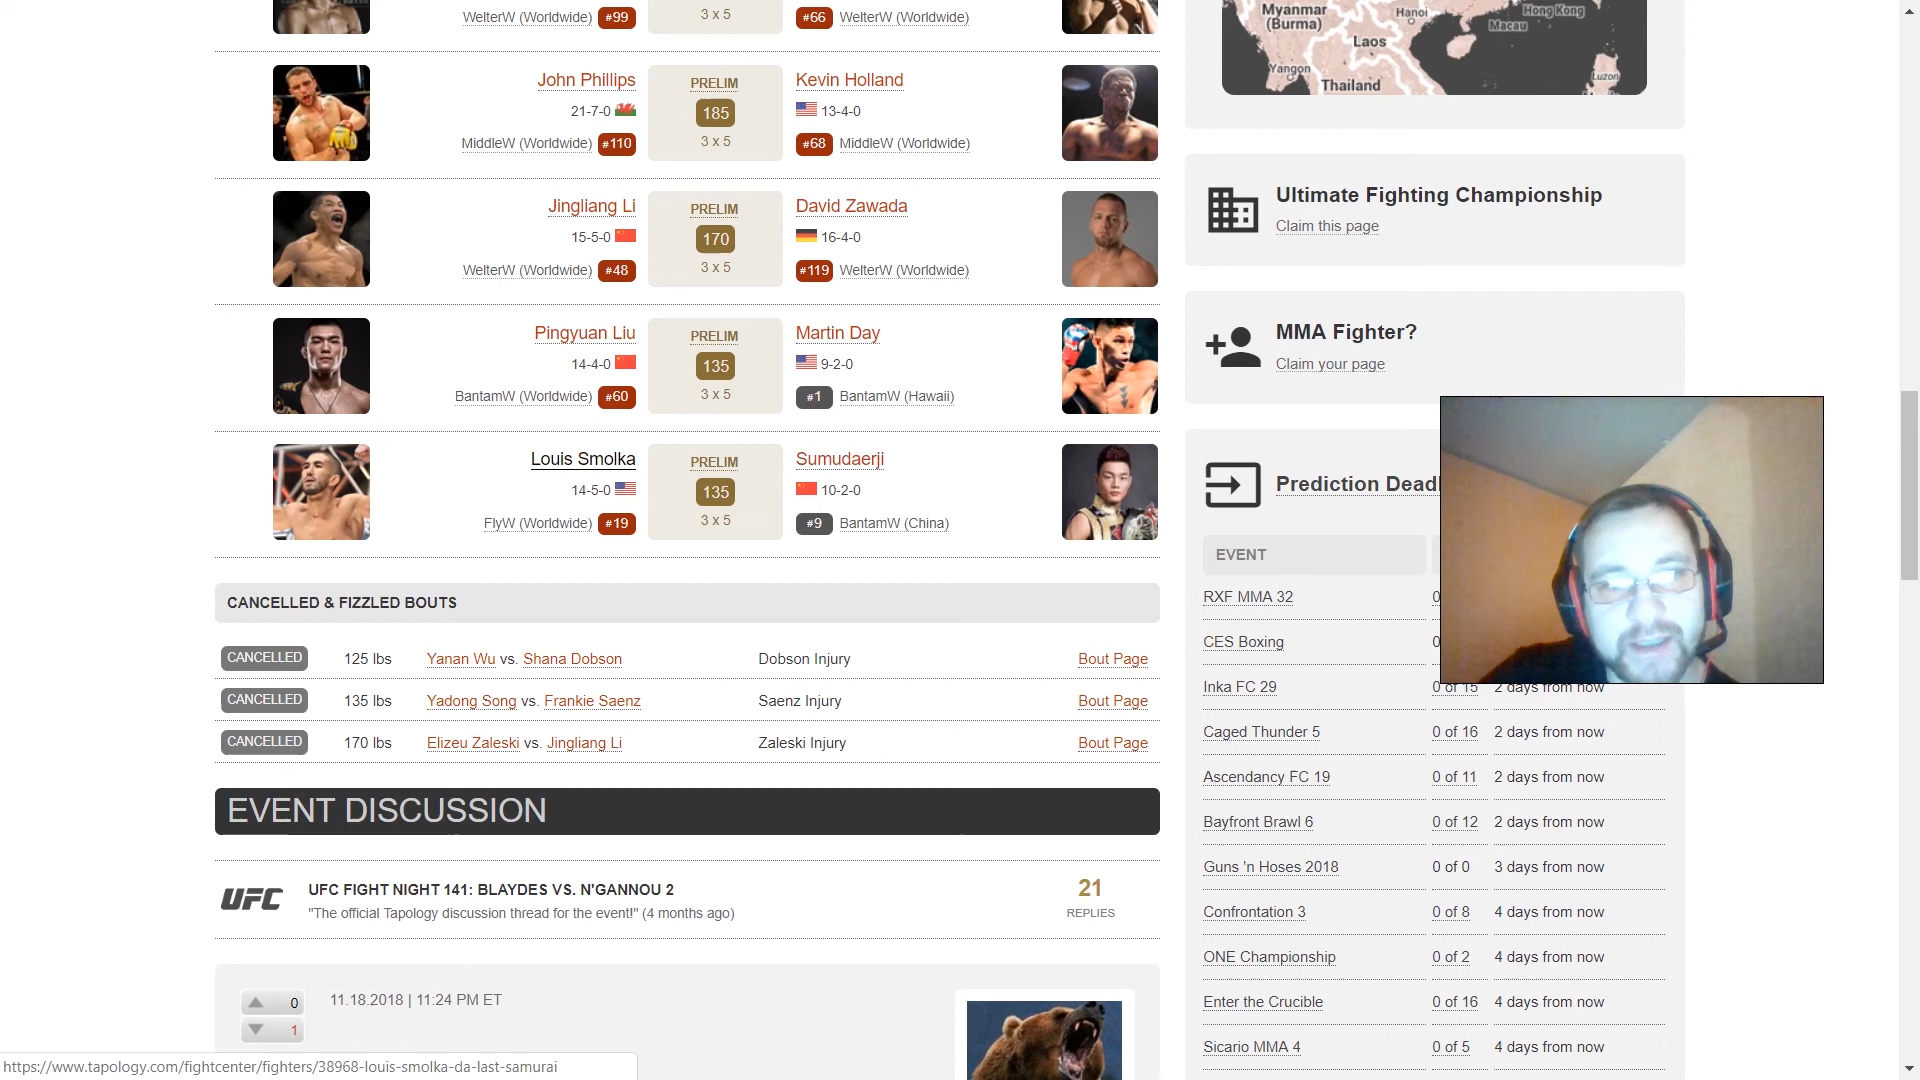 WelterW (Worldwide) #99
3 x 5
#66 WelterW (Worldwide)
John Phillips
PRELIM
Kevin Holland
21-7-0
185
13-4-0
MiddleW (Worldwide) #110
3 x 5
#68 MiddleW (Worldwide)
Jingliang Li
PRELIM
David Zawada
15-5-0
170
16-4-0
WelterW (Worldwide) #48
3 x 5
#119 WelterW (Worldwide)
Pingyuan Liu
PRELIM
Martin Day
14-4-0
135
9-2-0
BantamW (Worldwide) #60
3 x 5
#1 BantamW (Hawaii)
Louis Smolka
PRELIM
Sumudaerji
14-5-0
135
10-2-0
FlyW (Worldwide) #19
3 x 5
#9 BantamW (China)
CANCELLED & FIZZLED BOUTS
CANCELLED 125 lbs Yanan Wu vs. Shana Dobson Dobson Injury Bout Page
CANCELLED 135 lbs Yadong Song vs. Frankie Saenz Saenz Injury Bout Page
CANCELLED 170 lbs Elizeu Zaleski vs. Jingliang Li Zaleski Injury Bout Page
EVENT DISCUSSION
UFC
UFC FIGHT NIGHT 141: BLAYDES VS. N'GANNOU 2
"The official Tapology discussion thread for the event!" (4 months ago)
21
REPLIES
0
1
11.18.2018 | 11:24 PM ET
https://www.tapology.com/fightcenter/fighters/38968-louis-smolka-da-last-samurai
Myanmar
(Burma)
Hanoi
Hong Kong
Macau
Laos
Yangon
Luzon
Thailand
Ultimate Fighting Championship
Claim this page
MMA Fighter?
Claim your page
Prediction Deadl
EVENT
RXF MMA 32 0
CES Boxing 0
Inka FC 29 0 of 15 2 days from now
Caged Thunder 5 0 of 16 2 days from now
Ascendancy FC 19 0 of 11 2 days from now
Bayfront Brawl 6 0 of 12 2 days from now
Guns 'n Hoses 2018 0 of 0 3 days from now
Confrontation 3 0 of 8 4 days from now
ONE Championship 0 of 2 4 days from now
Enter the Crucible 0 of 16 4 days from now
Sicario MMA 4 0 of 5 4 days from now